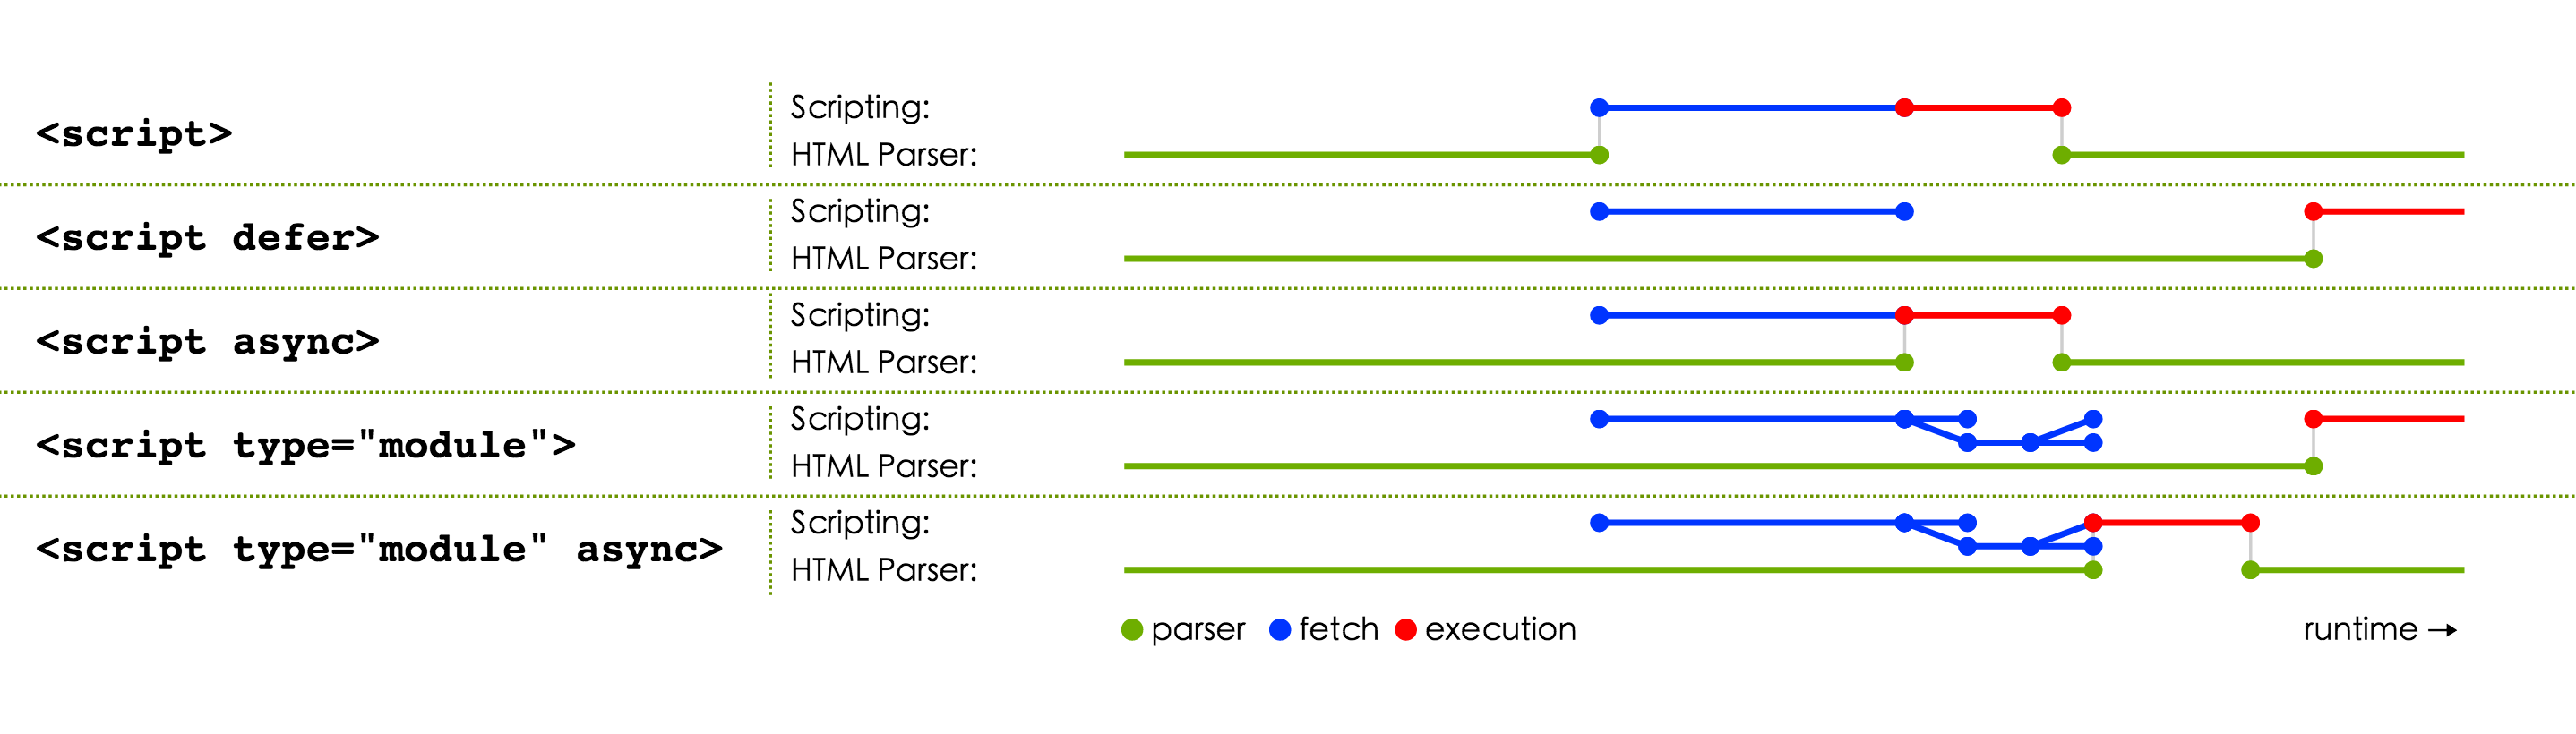 <script>
Scripting:
HTML Parser:
<script defer>
Scripting:
HTML Parser:
<script async>
Scripting:
HTML Parser:
<script type="module">
Scripting:
HTML Parser:
<script type="module" async>
Scripting:
HTML Parser:
parser fetch execution runtime →